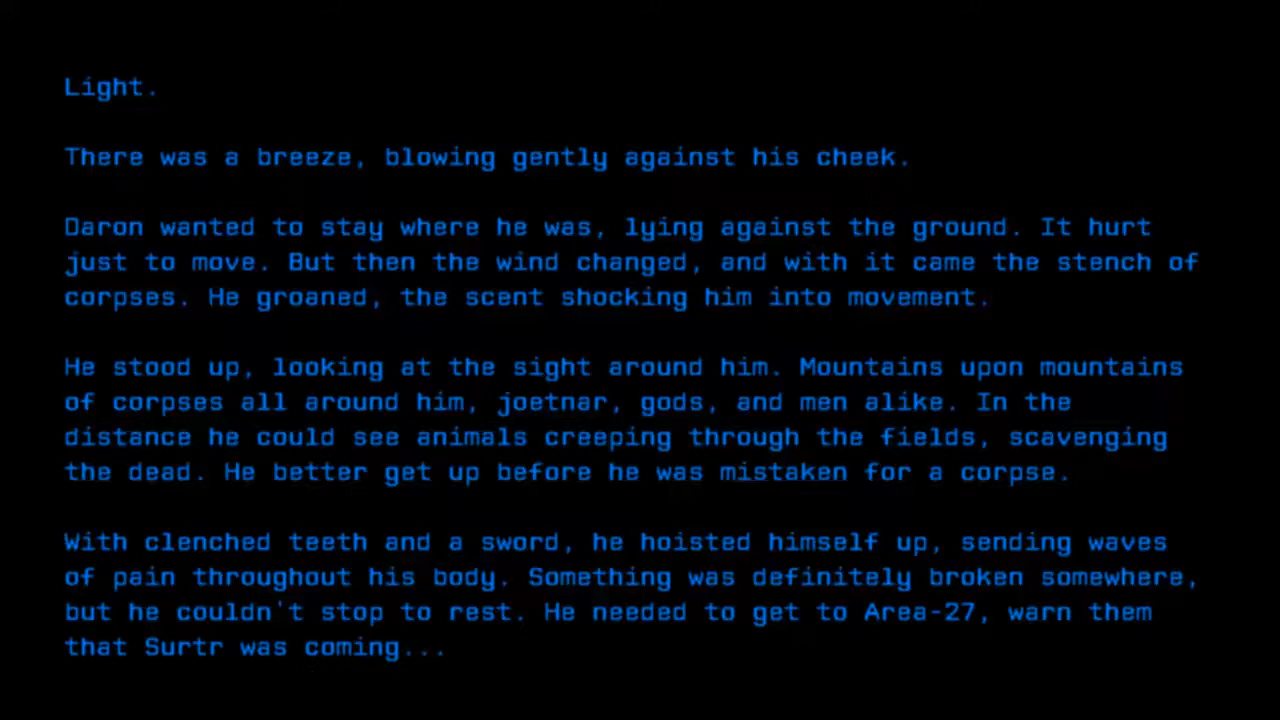 Light.
There was a breeze, blowing gently against his cheek.
Daron wanted to stay where he was, lying against the ground. It hurt
just to move. But then the wind changed, and with it came the stench of
corpses. He groaned, the scent shocking him into movement.
He stood up, looking at the sight around him. Mountains upon mountains
of corpses all around him, joetnar, gods, and men alike. In the
distance he could see animals creeping through the fields, scavenging
the dead. He better get up before he was mistaken for a corpse.
With clenched teeth and a sword, he hoisted himself up, sending waves
of pain throughout his body. Something was definitely broken somewhere,
but he couldn't stop to rest. He needed to get to Area-27, warn them
that Surtr was coming...